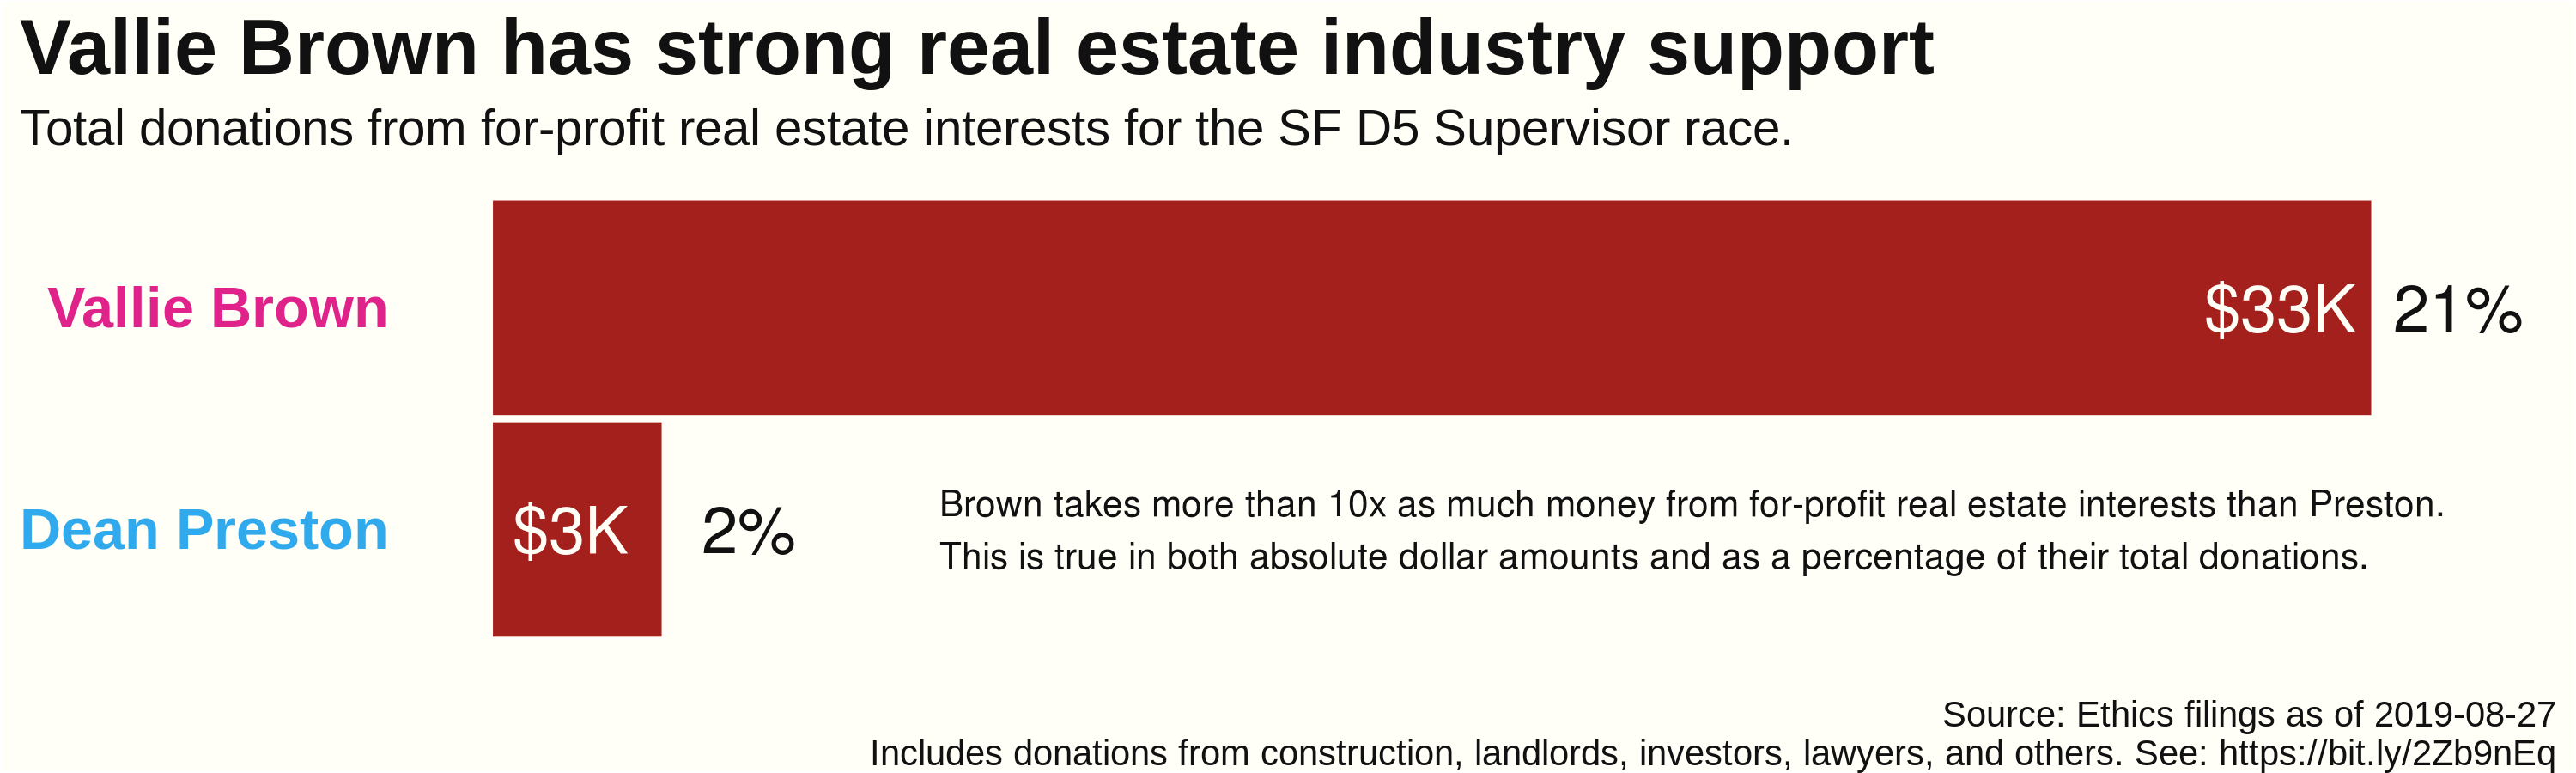 Vallie Brown has strong real estate industry support
Total donations from for-profit real estate interests for the SF D5 Supervisor race.
Vallie Brown
$33K
21%
Dean Preston
$3K
2%
Brown takes more than 10x as much money from for-profit real estate interests than Preston.
This is true in both absolute dollar amounts and as a percentage of their total donations.
Source: Ethics filings as of 2019-08-27
Includes donations from construction, landlords, investors, lawyers, and others. See: https://bit.ly/2Zb9nEq